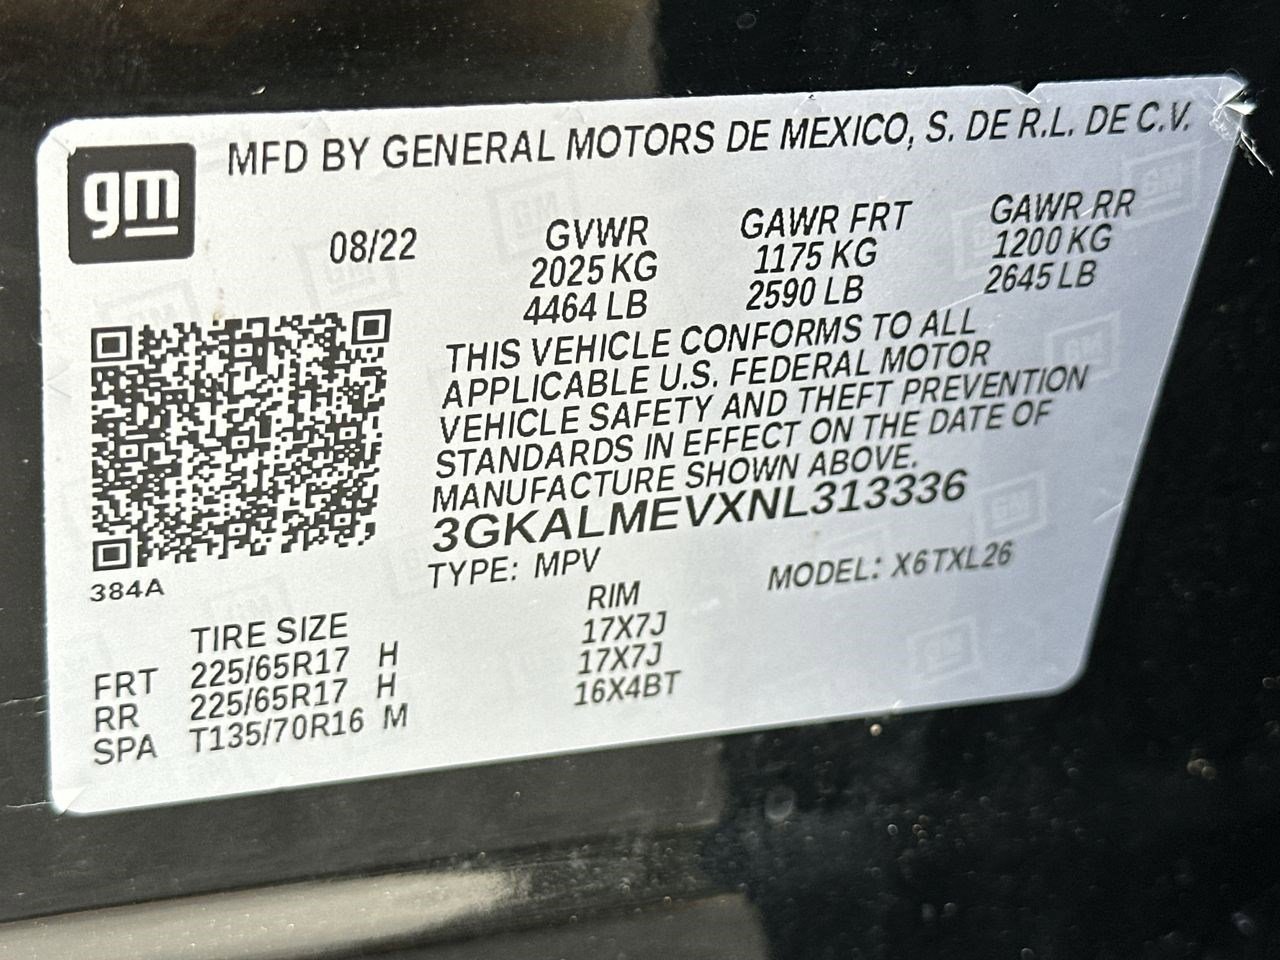 gm
MFD BY GENERAL MOTORS DE MEXICO, S. DE R.L. DE C.V.
08/22
GVWR
2025 KG
4464 LB
GAWR FRT
1175 KG
2590 LB
GAWR RR
1200 KG
2645 LB
THIS VEHICLE CONFORMS TO ALL
APPLICABLE U.S. FEDERAL MOTOR
VEHICLE SAFETY AND THEFT PREVENTION
STANDARDS IN EFFECT ON THE DATE OF
MANUFACTURE SHOWN ABOVE.
3GKALMEVXNL313336
TYPE: MPV MODEL: X6TXL26
384A
TIRE SIZE RIM
FRT 225/65R17 H 17X7J
RR 225/65R17 H 17X7J
SPA T135/70R16 M 16X4BT